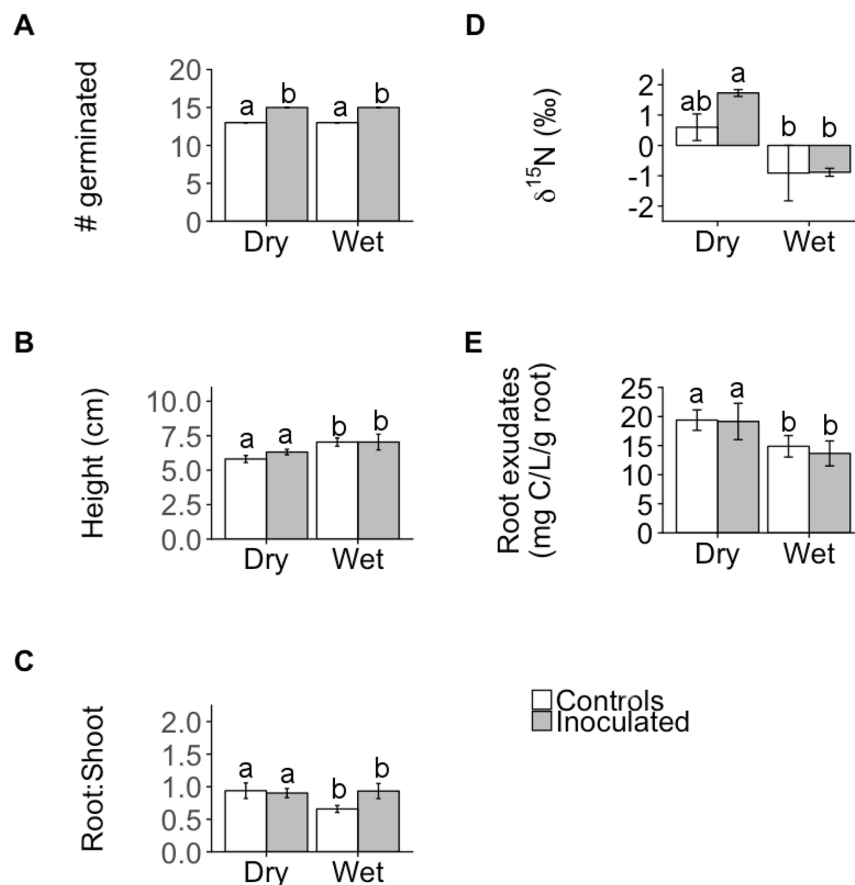 A
# germinated
20
15
10
5
0
a b a b
Dry Wet
B
Height (cm)
10.0
7.5
5.0
2.5
0.0
a a b b
Dry Wet
C
Root:Shoot
2.0
1.5
1.0
0.5
0.0
a a b b
Dry Wet
D
δ¹⁵N (‰)
2
1
0
-1
-2
ab a b b
Dry Wet
E
Root exudates
(mg C/L/g root)
25
20
15
10
5
0
a a b b
Dry Wet
Controls
Inoculated